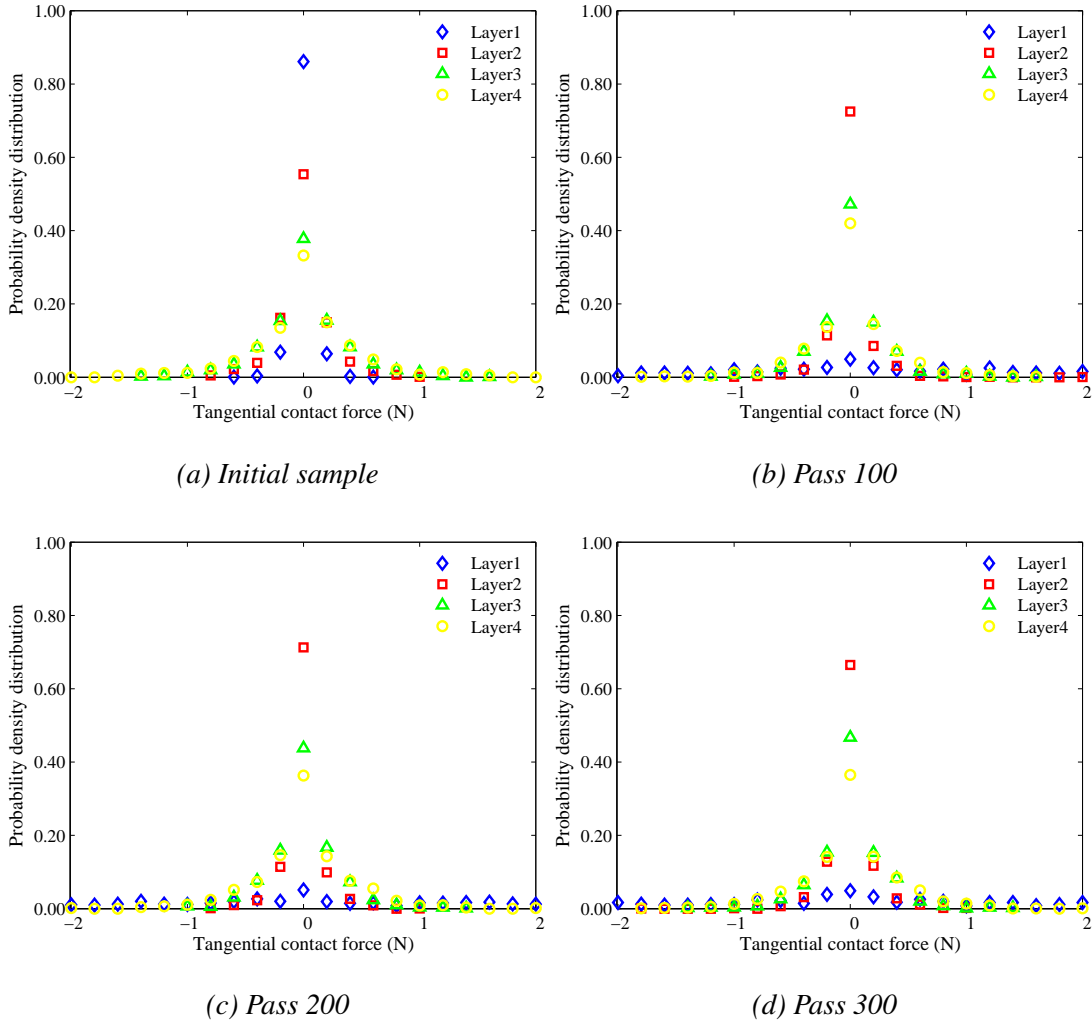 1.00
0.80
0.60
0.40
0.20
0.00
−2
−1
0
1
2
Probability density distribution
Tangential contact force (N)
Layer1
Layer2
Layer3
Layer4
(a) Initial sample
1.00
0.80
0.60
0.40
0.20
0.00
−2
−1
0
1
2
Probability density distribution
Tangential contact force (N)
Layer1
Layer2
Layer3
Layer4
(b) Pass 100
1.00
0.80
0.60
0.40
0.20
0.00
−2
−1
0
1
2
Probability density distribution
Tangential contact force (N)
Layer1
Layer2
Layer3
Layer4
(c) Pass 200
1.00
0.80
0.60
0.40
0.20
0.00
−2
−1
0
1
2
Probability density distribution
Tangential contact force (N)
Layer1
Layer2
Layer3
Layer4
(d) Pass 300